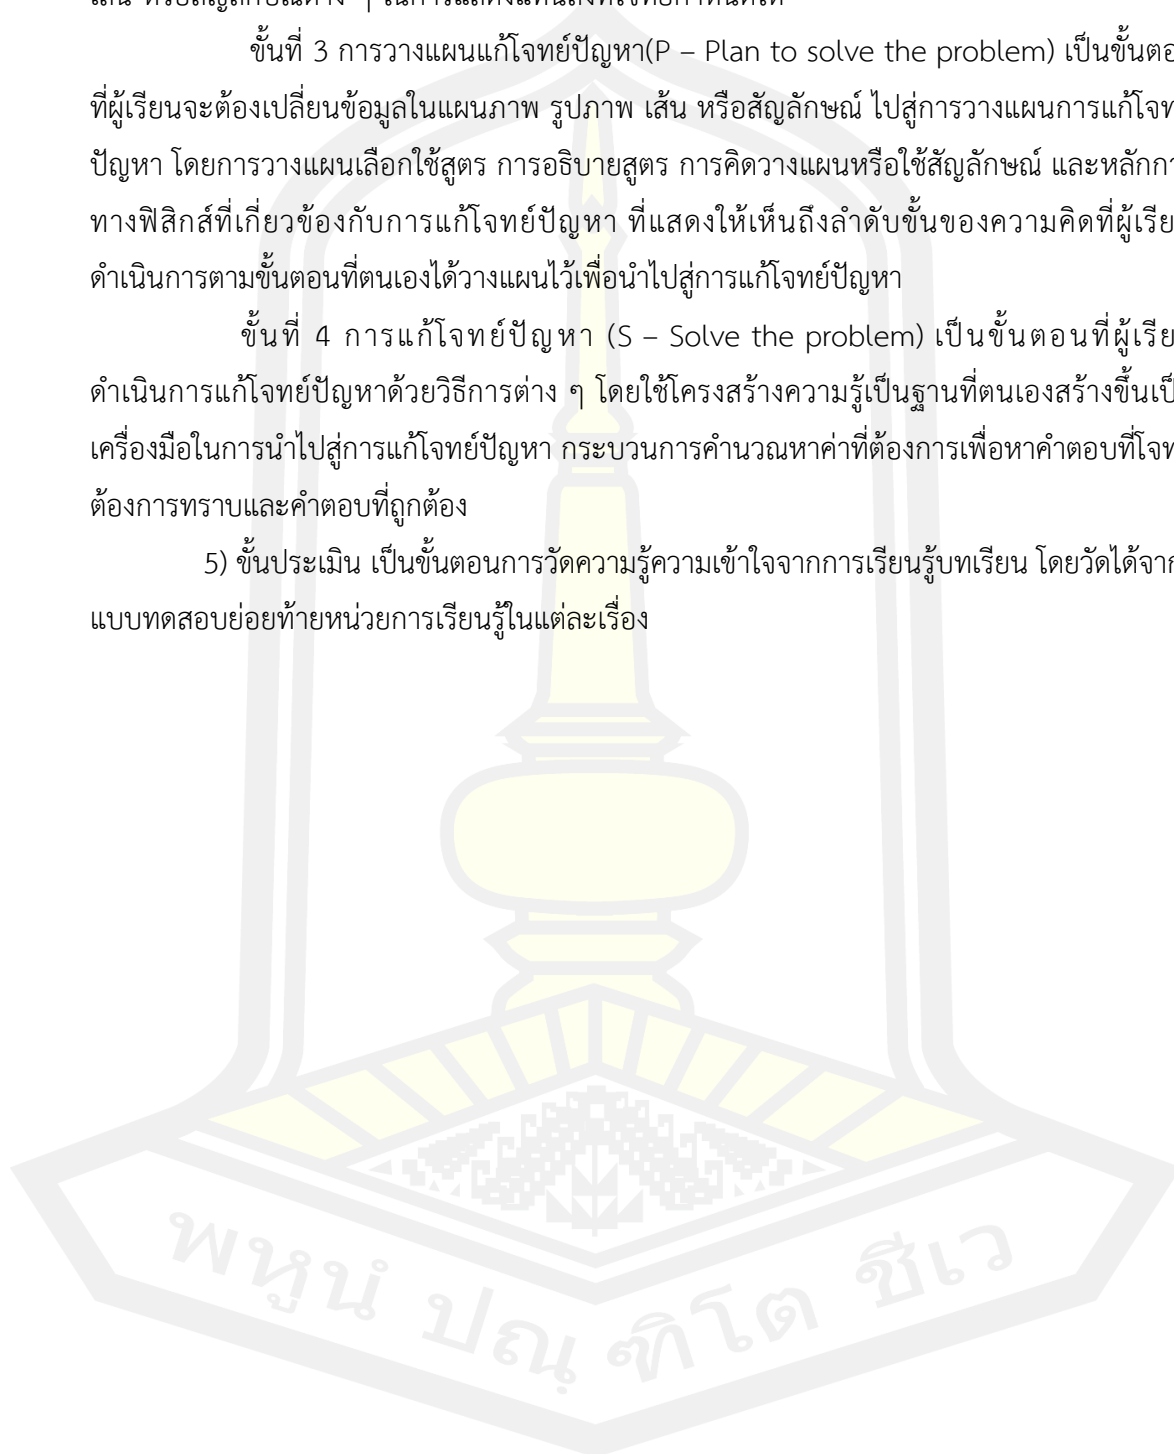 ขั้นที่ 3 การวางแผนแก้โจทย์ปัญหา(P – Plan to solve the problem) เป็นขั้นตอ
ที่ผู้เรียนจะต้องเปลี่ยนข้อมูลในแผนภาพ รูปภาพ เส้น หรือสัญลักษณ์ ไปสู่การวางแผนการแก้โจท
ปัญหา โดยการวางแผนเลือกใช้สูตร การอธิบายสูตร การคิดวางแผนหรือใช้สัญลักษณ์ และหลักกา
ทางฟิสิกส์ที่เกี่ยวข้องกับการแก้โจทย์ปัญหา ที่แสดงให้เห็นถึงลำดับขั้นของความคิดที่ผู้เรีย
ดำเนินการตามขั้นตอนที่ตนเองได้วางแผนไว้เพื่อนำไปสู่การแก้โจทย์ปัญหา
ขั้นที่ 4 การแก้โจทย์ปัญหา (S – Solve the problem) เป็นขั้นตอนที่ผู้เรีย
ดำเนินการแก้โจทย์ปัญหาด้วยวิธีการต่าง ๆ โดยใช้โครงสร้างความรู้เป็นฐานที่ตนเองสร้างขึ้นเป็
เครื่องมือในการนำไปสู่การแก้โจทย์ปัญหา กระบวนการคำนวณหาค่าที่ต้องการเพื่อหาคำตอบที่โจท
ต้องการทราบและคำตอบที่ถูกต้อง
5) ขั้นประเมิน เป็นขั้นตอนการวัดความรู้ความเข้าใจจากการเรียนรู้บทเรียน โดยวัดได้จาก
แบบทดสอบย่อยท้ายหน่วยการเรียนรู้ในแต่ละเรื่อง
พหูนํ ปณฺฑิโต ชีเว